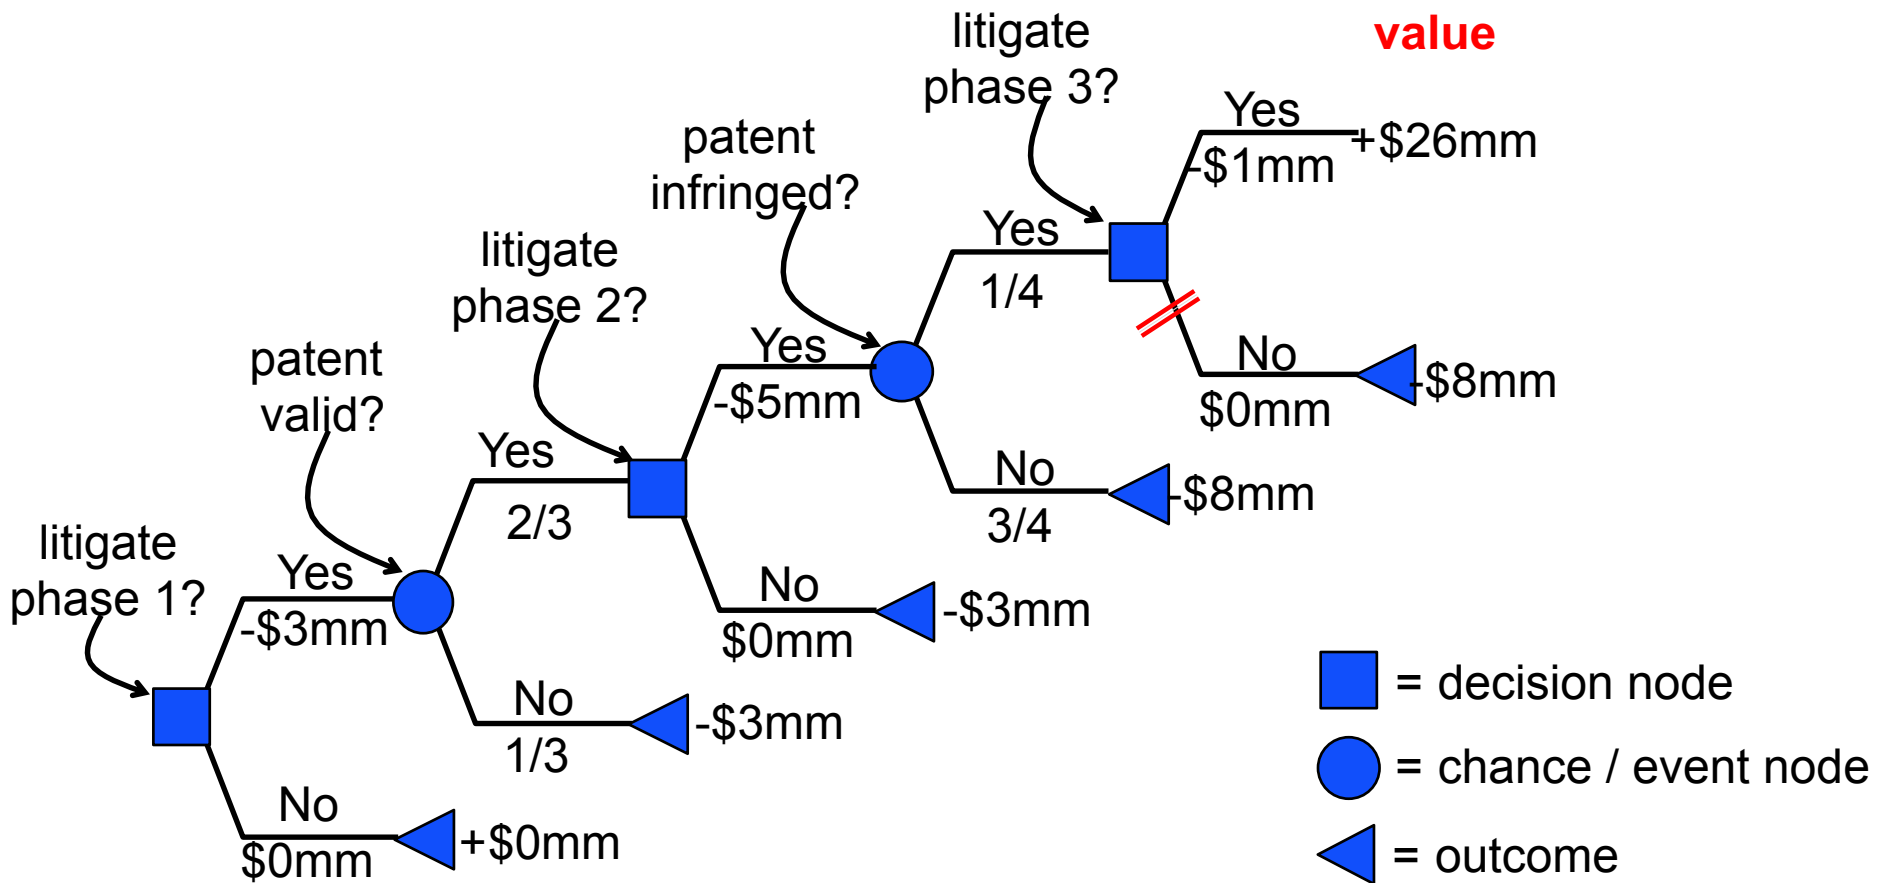 litigate
phase 3?
value
Yes
-$1mm
+$26mm
patent
infringed?
Yes
1/4
No
$0mm
-$8mm
litigate
phase 2?
Yes
-$5mm
No
3/4
-$8mm
patent
valid?
Yes
2/3
No
$0mm
-$3mm
litigate
phase 1?
Yes
-$3mm
No
1/3
-$3mm
No
$0mm
+$0mm
= decision node
= chance / event node
= outcome